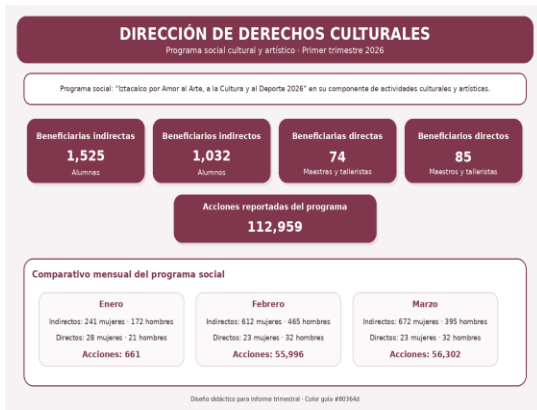 DIRECCIÓN DE DERECHOS CULTURALES
Programa social cultural y artístico · Primer trimestre 2026
Programa social: "Iztacalco por Amor al Arte, a la Cultura y al Deporte 2026" en su componente de actividades culturales y artísticas.
Beneficiarias indirectas
1,525
Alumnas
Beneficiarios indirectos
1,032
Alumnos
Beneficiarias directas
74
Maestras y talleristas
Beneficiarios directos
85
Maestros y talleristas
Acciones reportadas del programa
112,959
Comparativo mensual del programa social
Enero
Indirectos: 241 mujeres · 172 hombres
Directos: 28 mujeres · 21 hombres
Acciones: 661
Febrero
Indirectos: 612 mujeres · 465 hombres
Directos: 23 mujeres · 32 hombres
Acciones: 55,996
Marzo
Indirectos: 672 mujeres · 395 hombres
Directos: 23 mujeres · 32 hombres
Acciones: 56,302
Diseño didáctico para informe trimestral · Color guía #80364d